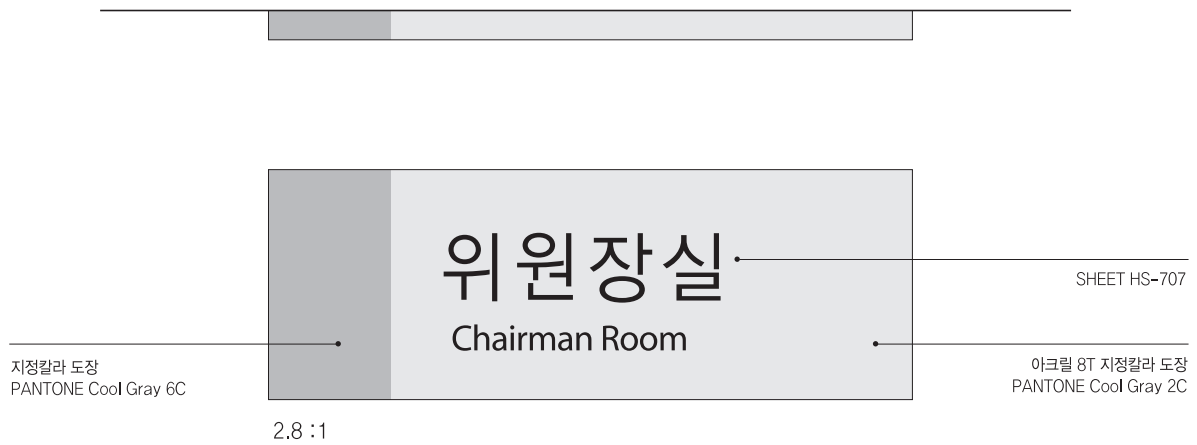 위원장실
Chairman Room
SHEET HS-707
지정칼라 도장
PANTONE Cool Gray 6C
아크릴 8T 지정칼라 도장
PANTONE Cool Gray 2C
2.8 :1